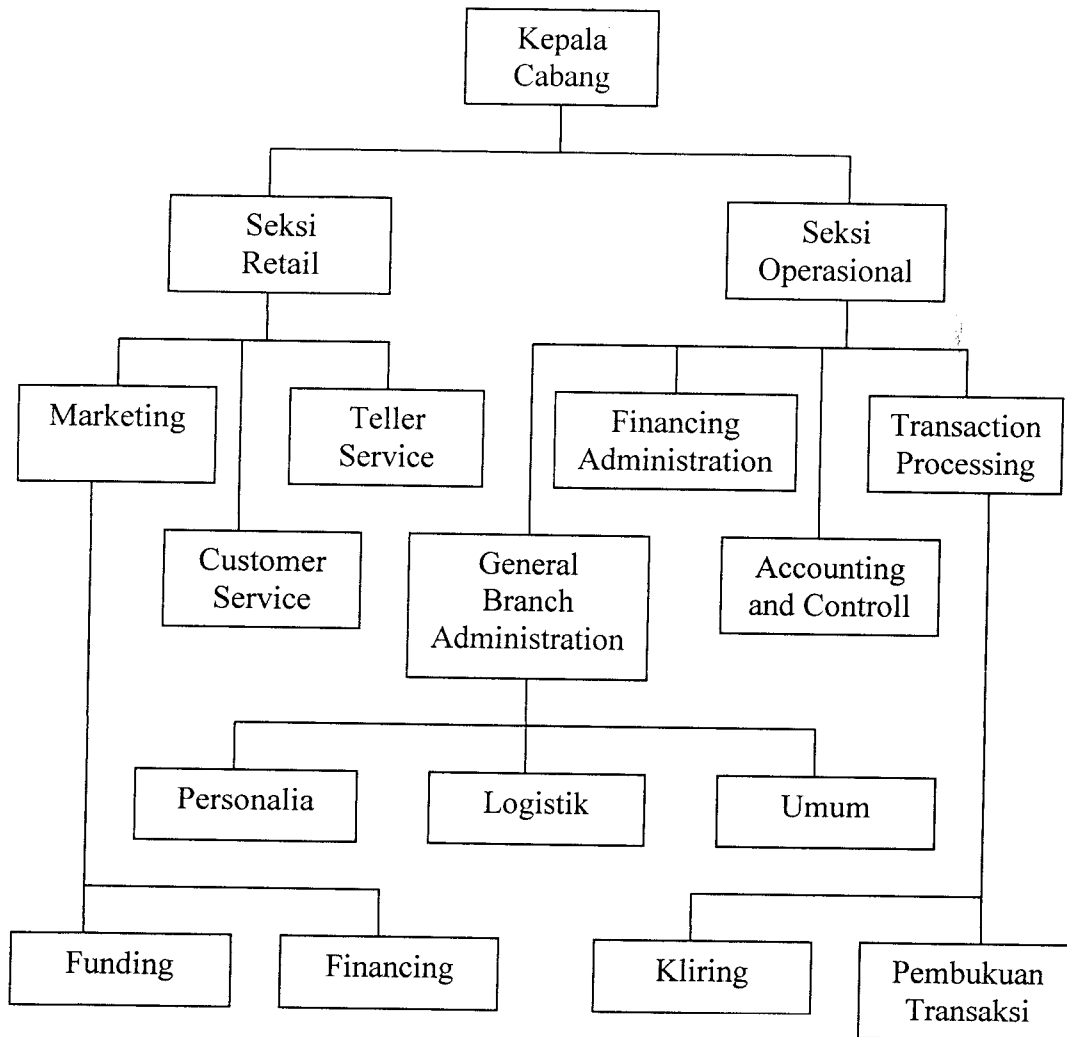 Kepala
Cabang
Seksi
Retail
Seksi
Operasional
Marketing
Teller
Service
Financing
Administration
Transaction
Processing
Customer
Service
General
Branch
Administration
Accounting
and Controll
Personalia
Logistik
Umum
Funding
Financing
Kliring
Pembukuan
Transaksi